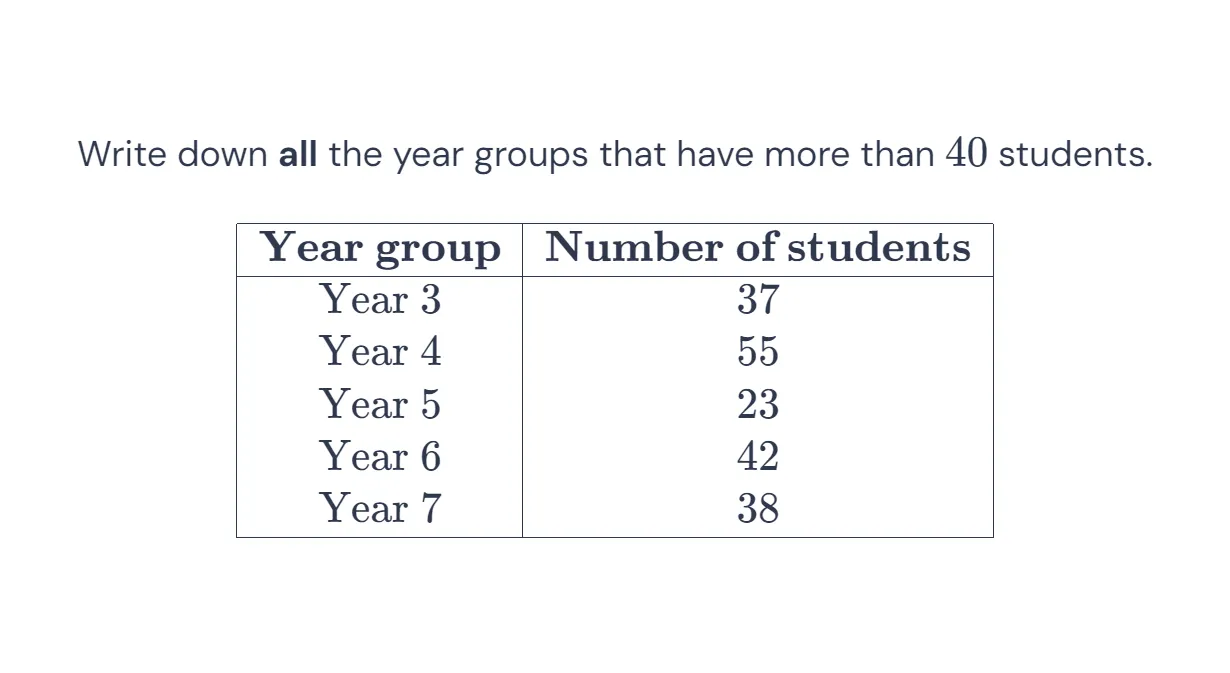 Write down all the year groups that have more than 40 students.
Year group Number of students
Year 3 37
Year 4 55
Year 5 23
Year 6 42
Year 7 38